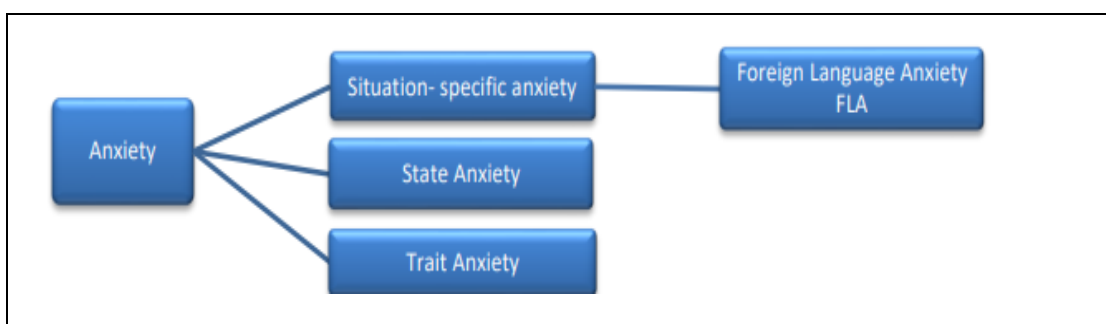 Situation- specific anxiety
Foreign Language Anxiety
FLA
Anxiety
State Anxiety
Trait Anxiety